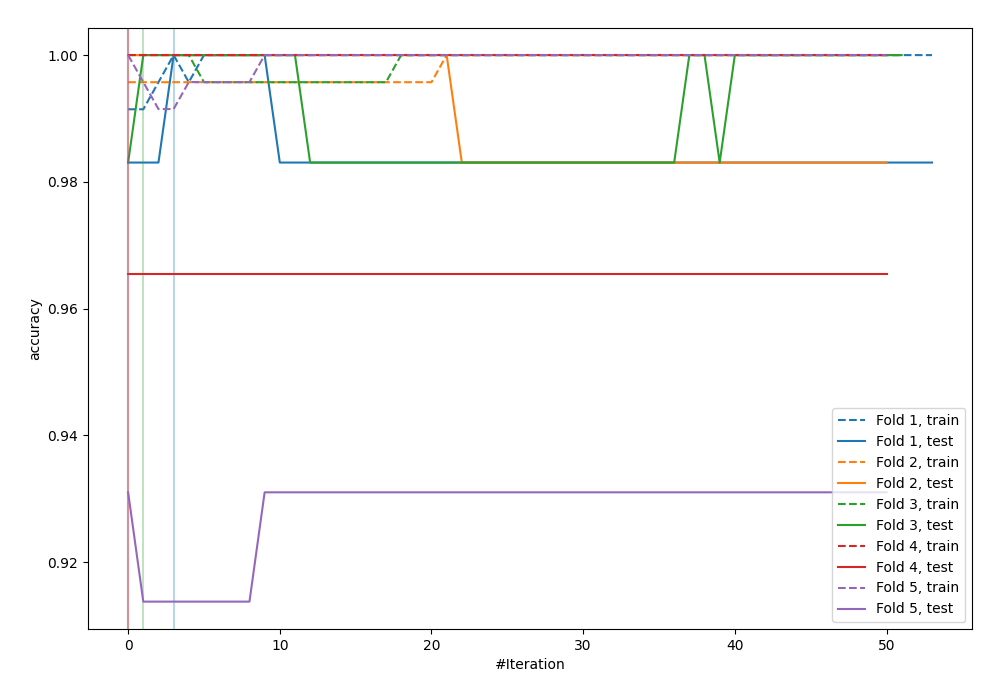 1.00
0.98
0.96
0.94
0.92
accuracy
0
10
20
30
40
50
#Iteration
Fold 1, train
Fold 1, test
Fold 2, train
Fold 2, test
Fold 3, train
Fold 3, test
Fold 4, train
Fold 4, test
Fold 5, train
Fold 5, test